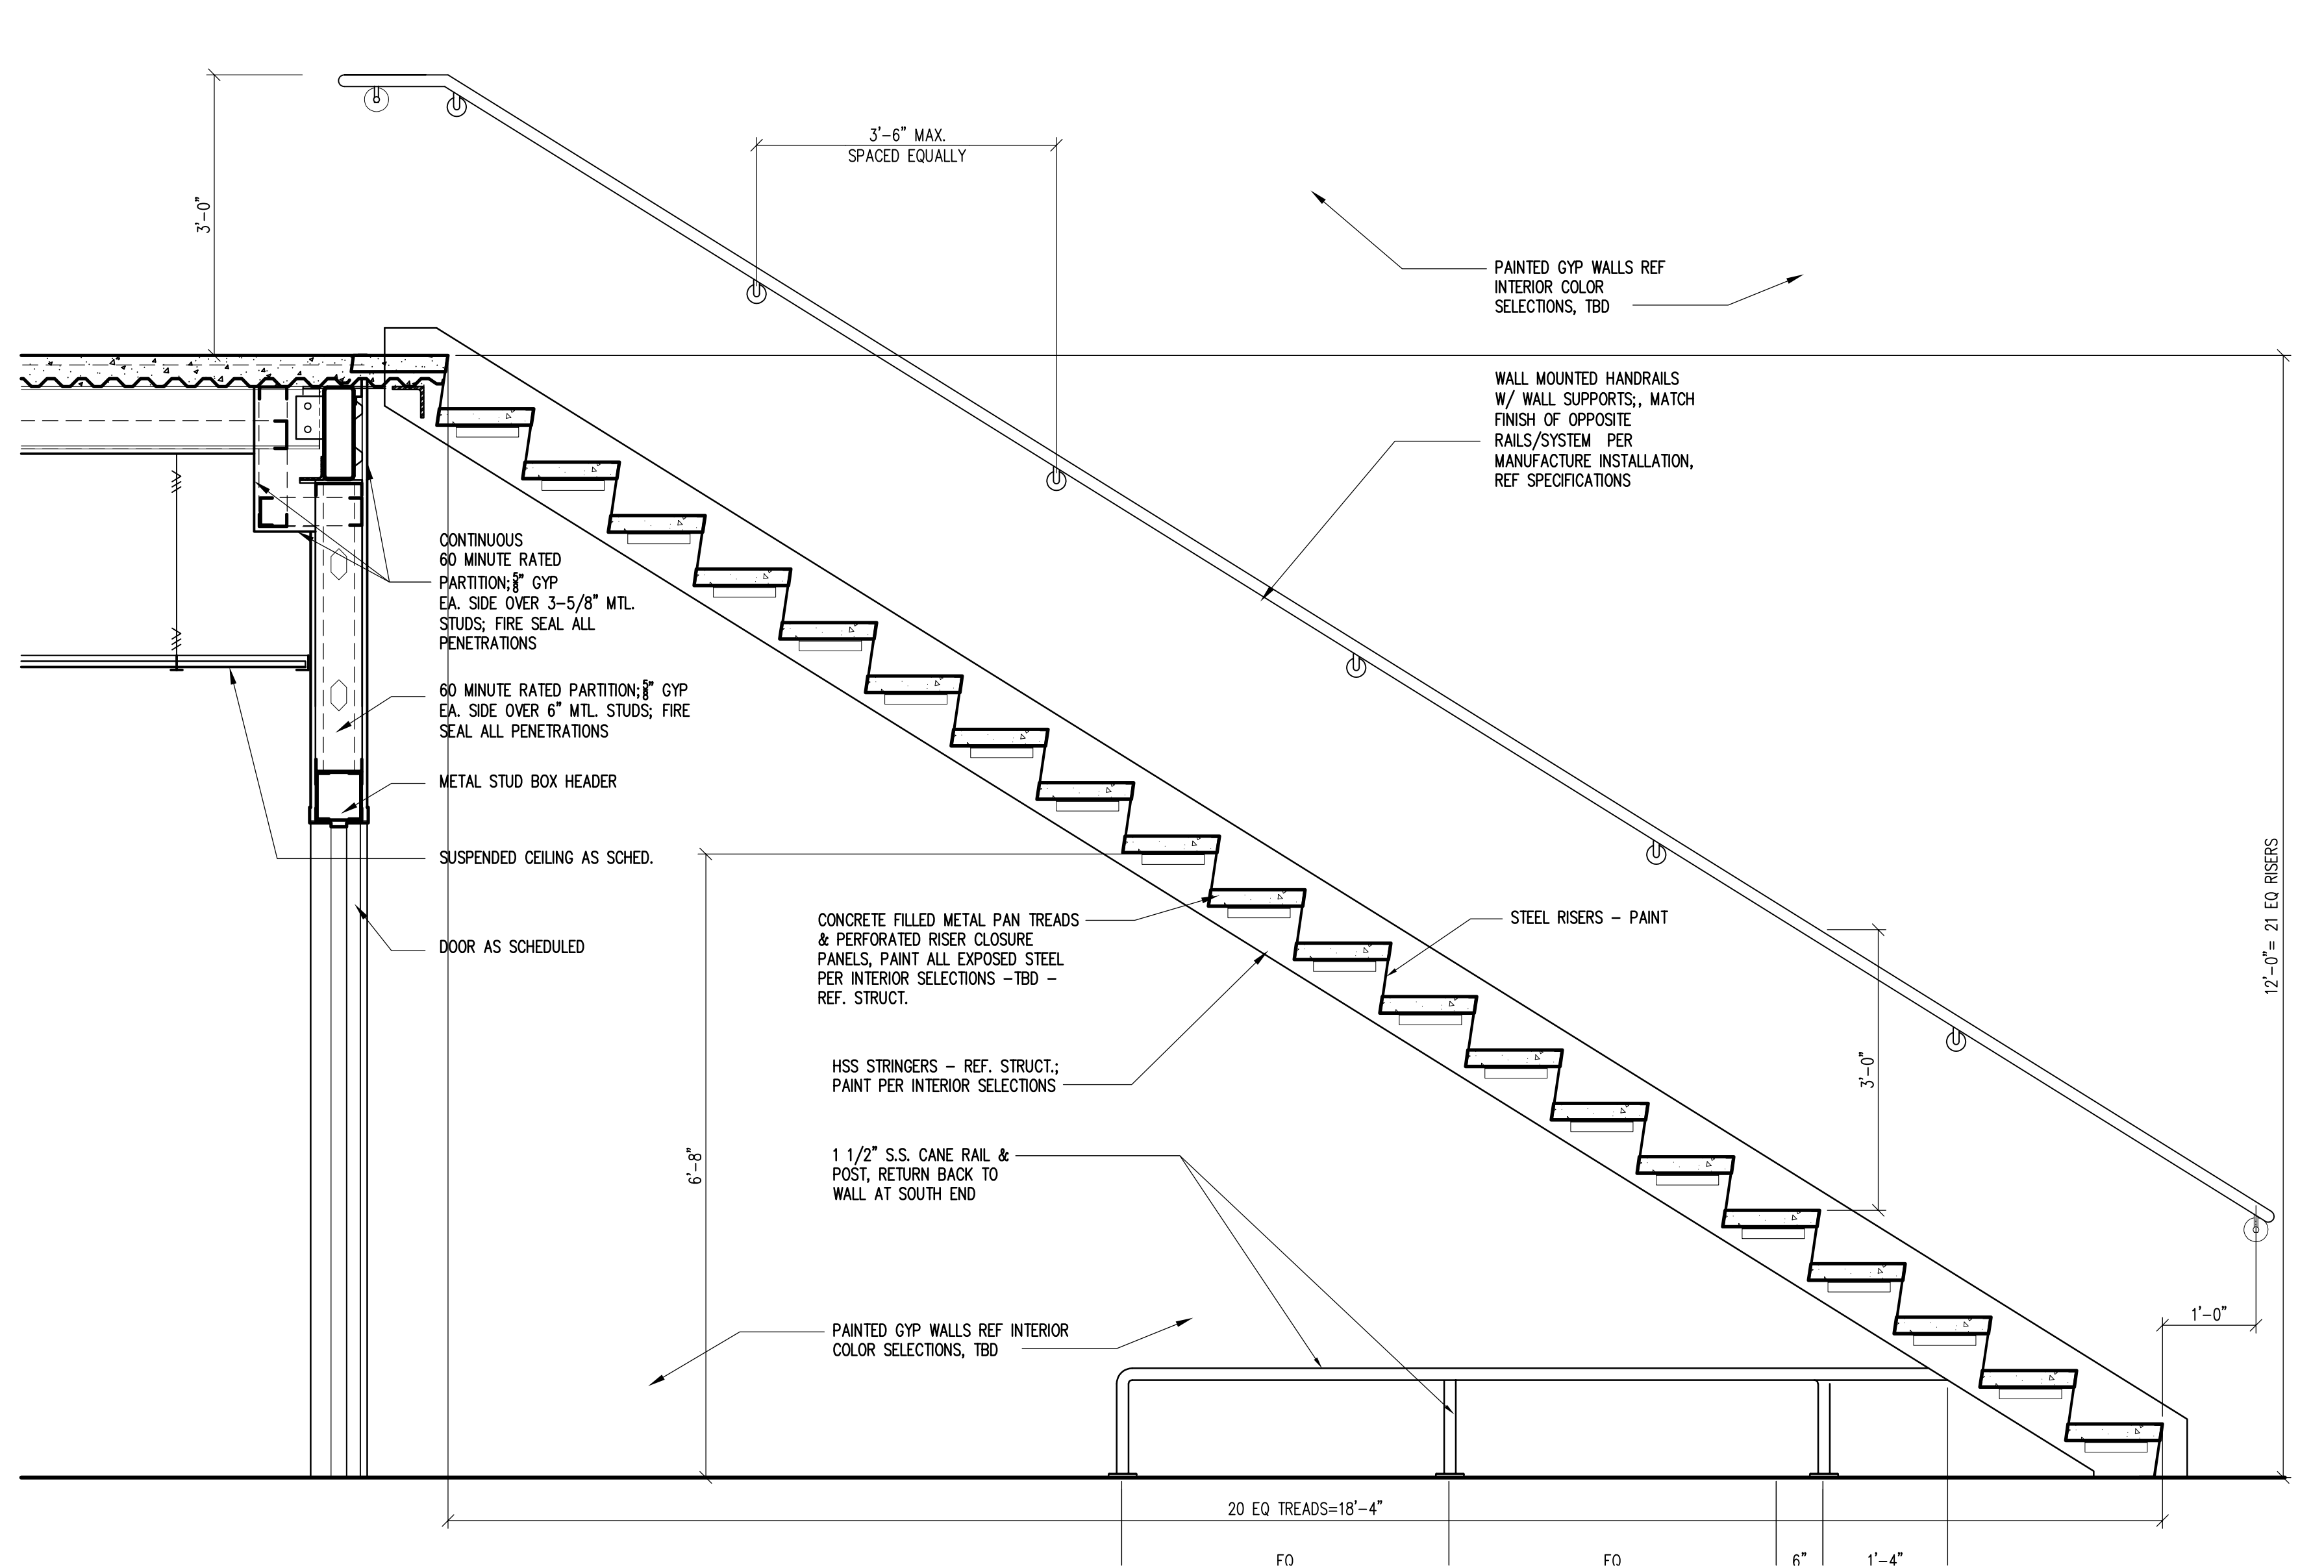 3'-6" MAX.
SPACED EQUALLY
3'-0"
PAINTED GYP WALLS REF
INTERIOR COLOR
SELECTIONS, TBD
WALL MOUNTED HANDRAILS
W/ WALL SUPPORTS;, MATCH
FINISH OF OPPOSITE
RAILS/SYSTEM PER
MANUFACTURE INSTALLATION,
REF SPECIFICATIONS
CONTINUOUS
60 MINUTE RATED
PARTITION;5/8" GYP
EA. SIDE OVER 3-5/8" MTL.
STUDS; FIRE SEAL ALL
PENETRATIONS
60 MINUTE RATED PARTITION;5/8" GYP
EA. SIDE OVER 6" MTL. STUDS; FIRE
SEAL ALL PENETRATIONS
METAL STUD BOX HEADER
SUSPENDED CEILING AS SCHED.
DOOR AS SCHEDULED
CONCRETE FILLED METAL PAN TREADS
& PERFORATED RISER CLOSURE
PANELS, PAINT ALL EXPOSED STEEL
PER INTERIOR SELECTIONS -TBD -
REF. STRUCT.
STEEL RISERS - PAINT
12'-0"= 21 EQ RISERS
HSS STRINGERS - REF. STRUCT.;
PAINT PER INTERIOR SELECTIONS
3'-0"
6'-8"
1 1/2" S.S. CANE RAIL &
POST, RETURN BACK TO
WALL AT SOUTH END
1'-0"
PAINTED GYP WALLS REF INTERIOR
COLOR SELECTIONS, TBD
20 EQ TREADS=18'-4"
EQ
EQ
6"
1'-4"